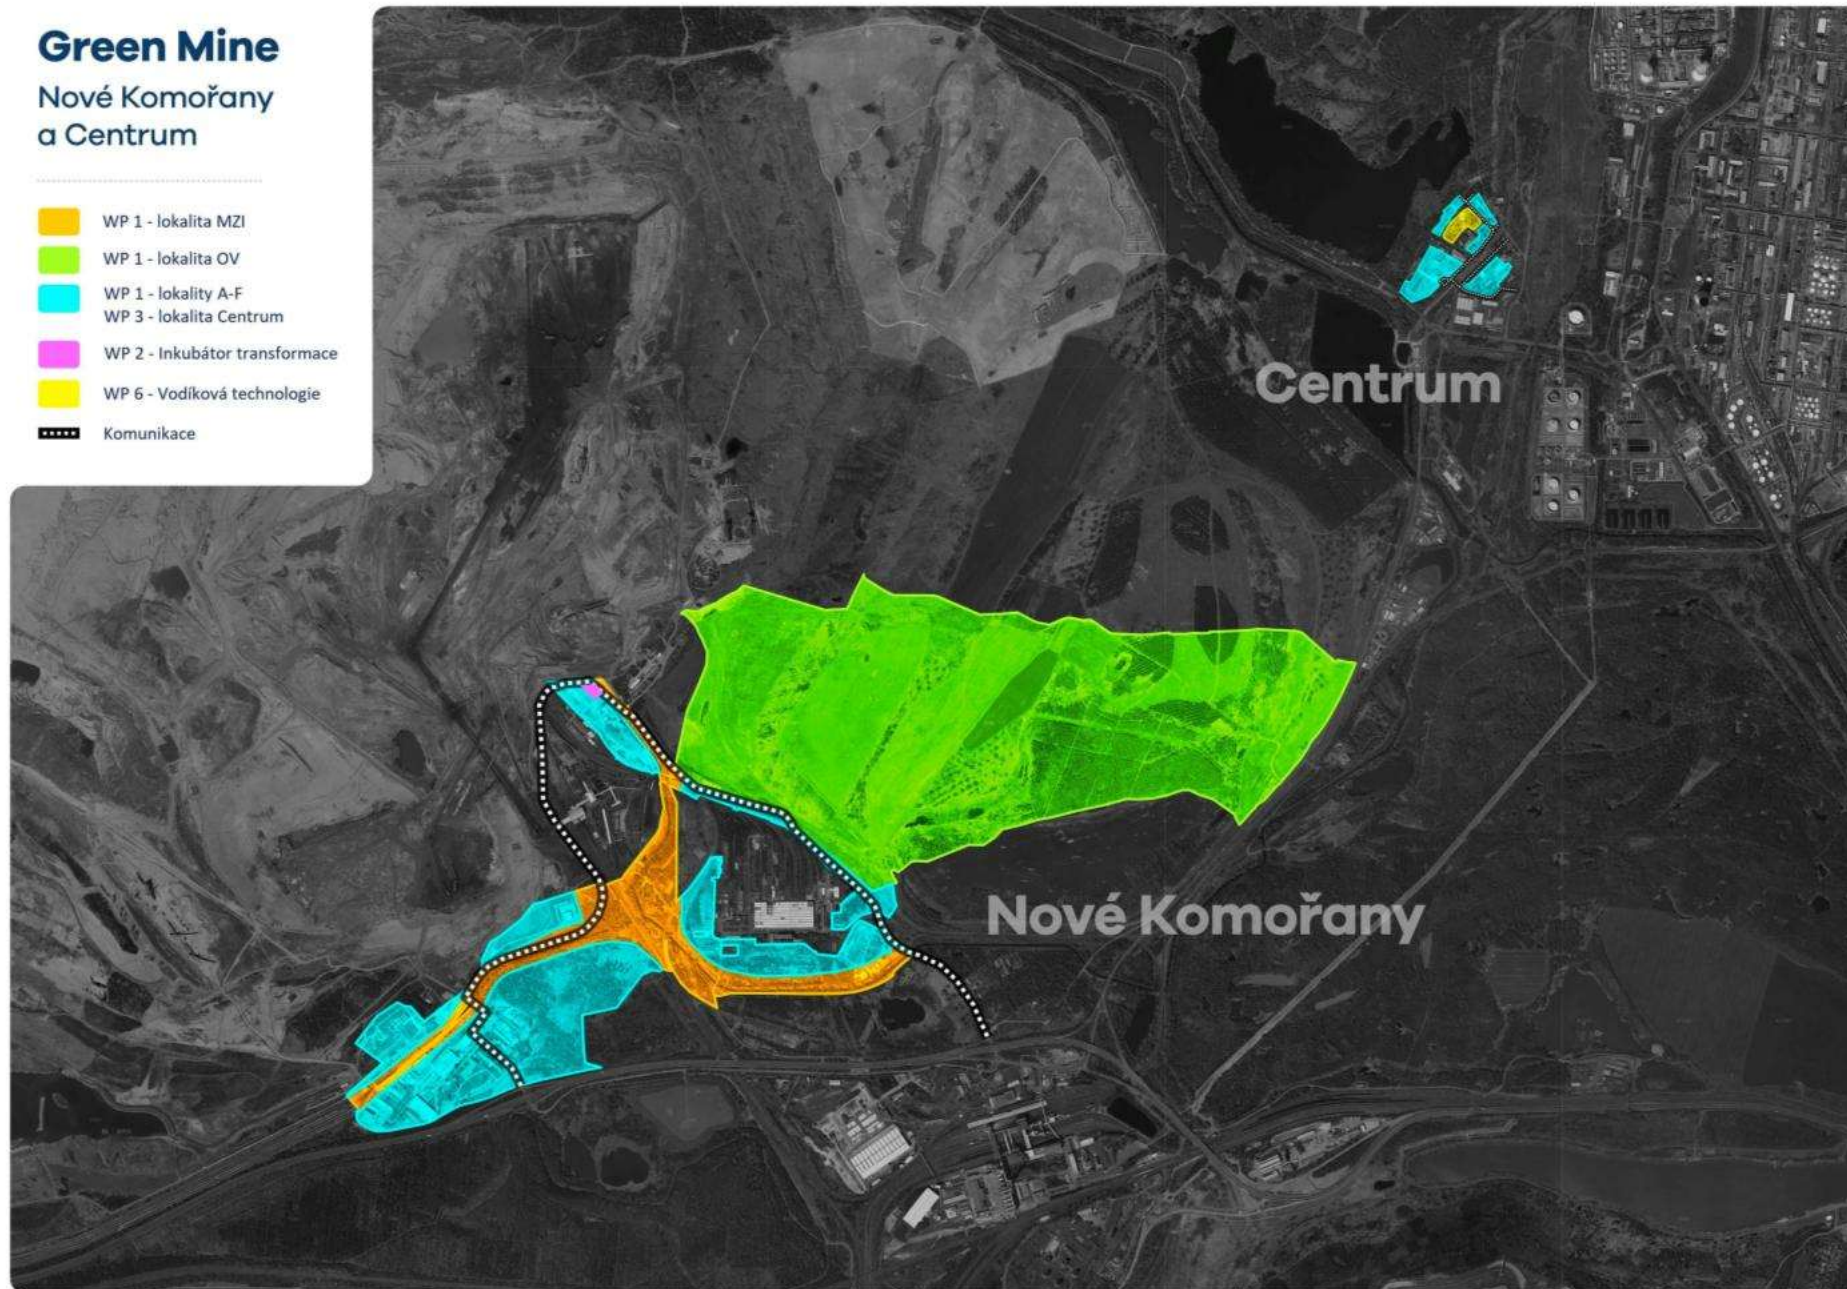 Green Mine
Nové Komořany
a Centrum
WP 1 - lokalita MZI
WP 1 - lokalita OV
WP 1 - lokality A-F
WP 3 - lokalita Centrum
WP 2 - Inkubátor transformace
WP 6 - Vodíková technologie
Komunikace
Centrum
Nové Komořany